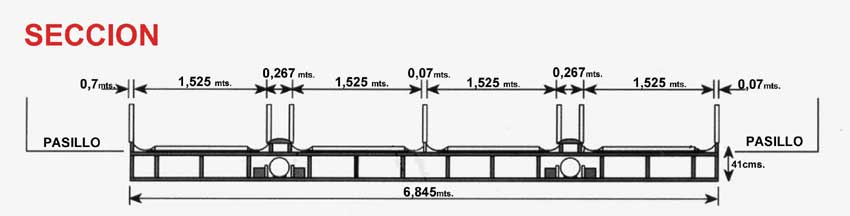 SECCION
0,7mts. 1,525 mts. 0,267 mts. 1,525 mts. 0,07mts. 1,525 mts. 0,267 mts. 1,525 mts. 0,07mts.
PASILLO PASILLO
41cms.
6,845mts.